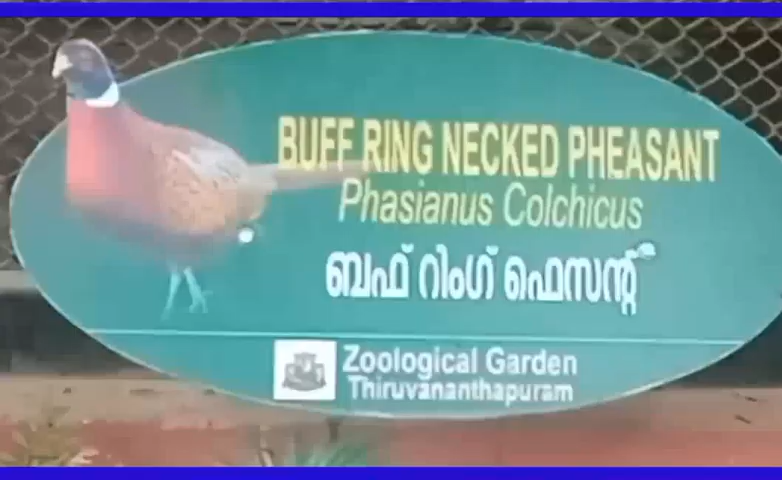 BUFF RING NECKED PHEASANT
Phasianus Colchicus
ബഫ് റിംഗ് ഫെസന്റ്
Zoological Garden
Thiruvananthapuram